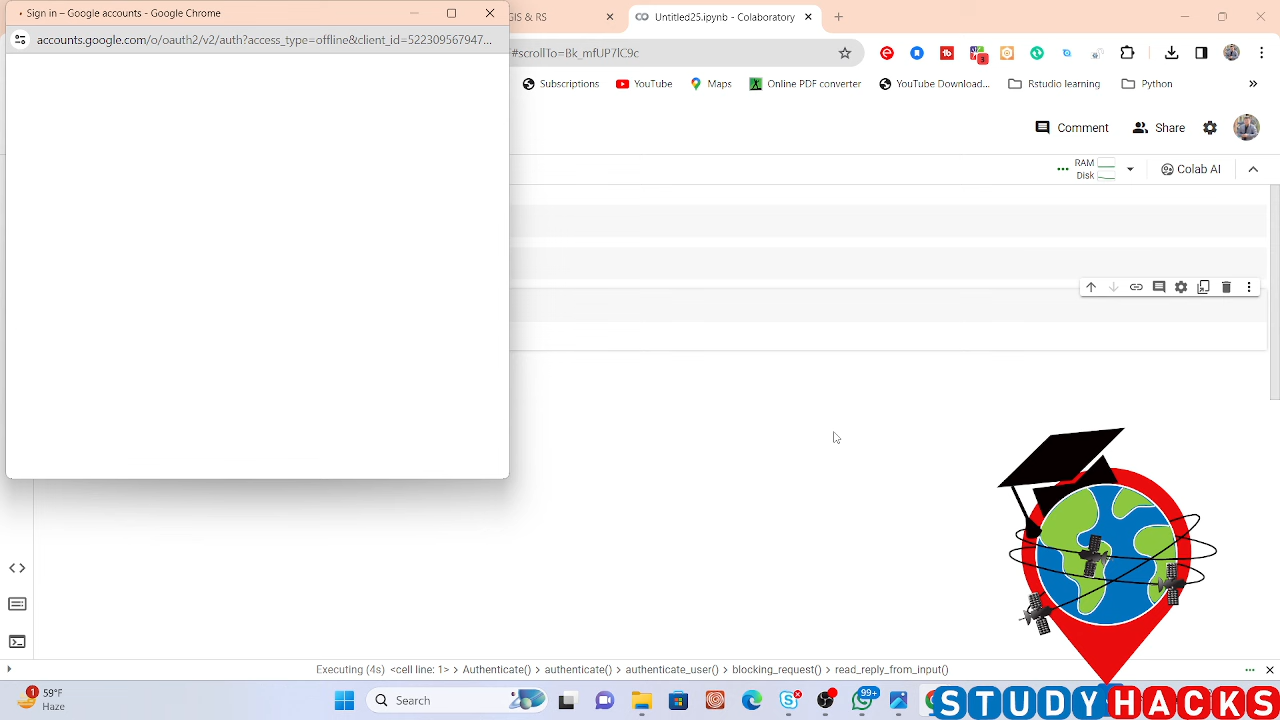 Sign in – Google accounts - Google Chrome
accounts.google.com/o/oauth2/v2/auth?access_type=offline&client_id=522309567947...
GIS & RS
Untitled25.ipynb - Colaboratory
#scrollTo=Bk_mfUP7lC9c
3
Subscriptions
YouTube
Maps
Online PDF converter
YouTube Download...
Rstudio learning
Python
Comment
Share
RAM
Disk
Colab AI
Executing (4s) <cell line: 1> > Authenticate() > authenticate() > authenticate_user() > blocking_request() > read_reply_from_input()
1
59°F
Haze
Search
99+
STUDYHACKS